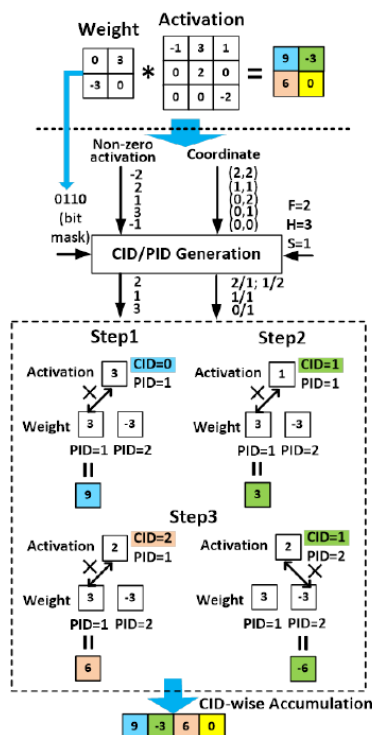 Weight Activation
0 3
-3 0
*
-1 3 1
0 2 0
0 0 -2
=
9 -3
6 0
Non-zero
activation
Coordinate
-2
2
1
3
-1
(2,2)
(1,1)
(0,2)
(0,1)
(0,0)
0110
(bit
mask)
F=2
H=3
S=1
CID/PID Generation
2
1
3
2/1; 1/2
1/1
0/1
Step1 Step2
Activation 3 CID=0
PID=1
×
Weight 3 -3
PID=1 PID=2
=
9
Activation 1 CID=1
PID=1
×
Weight 3 -3
PID=1 PID=2
=
3
Step3
Activation 2 CID=2
PID=1
×
Weight 3 -3
PID=1 PID=2
=
6
Activation 2 CID=1
PID=2
×
Weight 3 -3
PID=1 PID=2
=
-6
CID-wise Accumulation
9 -3 6 0